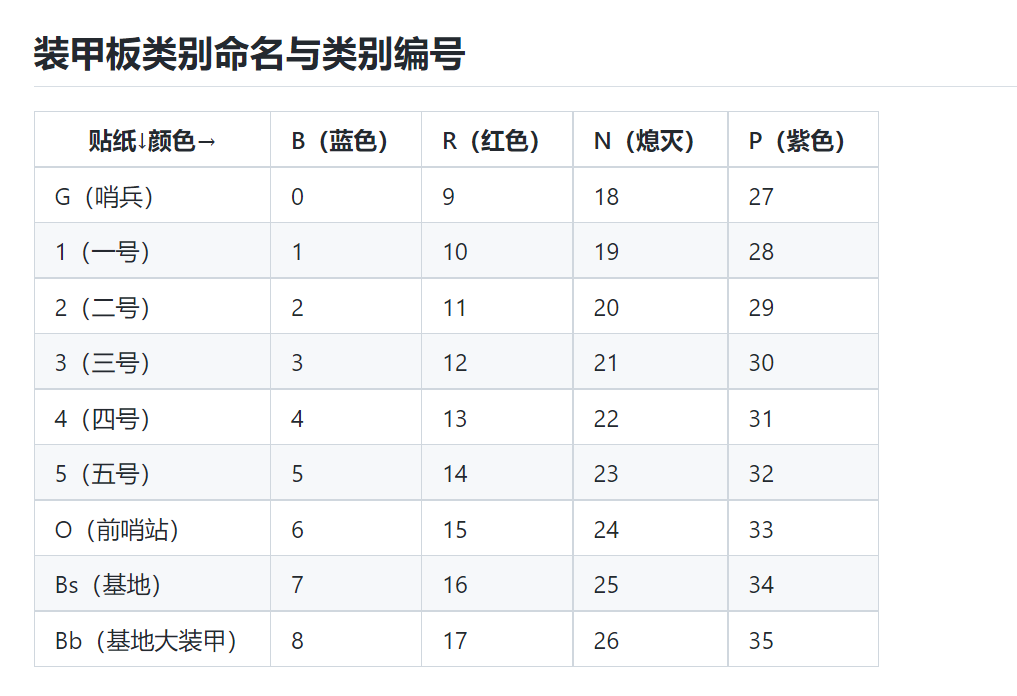 装甲板类别命名与类别编号
贴纸↓颜色→ B（蓝色） R（红色） N（熄灭） P（紫色）
G（哨兵） 0 9 18 27
1（一号） 1 10 19 28
2（二号） 2 11 20 29
3（三号） 3 12 21 30
4（四号） 4 13 22 31
5（五号） 5 14 23 32
O（前哨站） 6 15 24 33
Bs（基地） 7 16 25 34
Bb（基地大装甲） 8 17 26 35